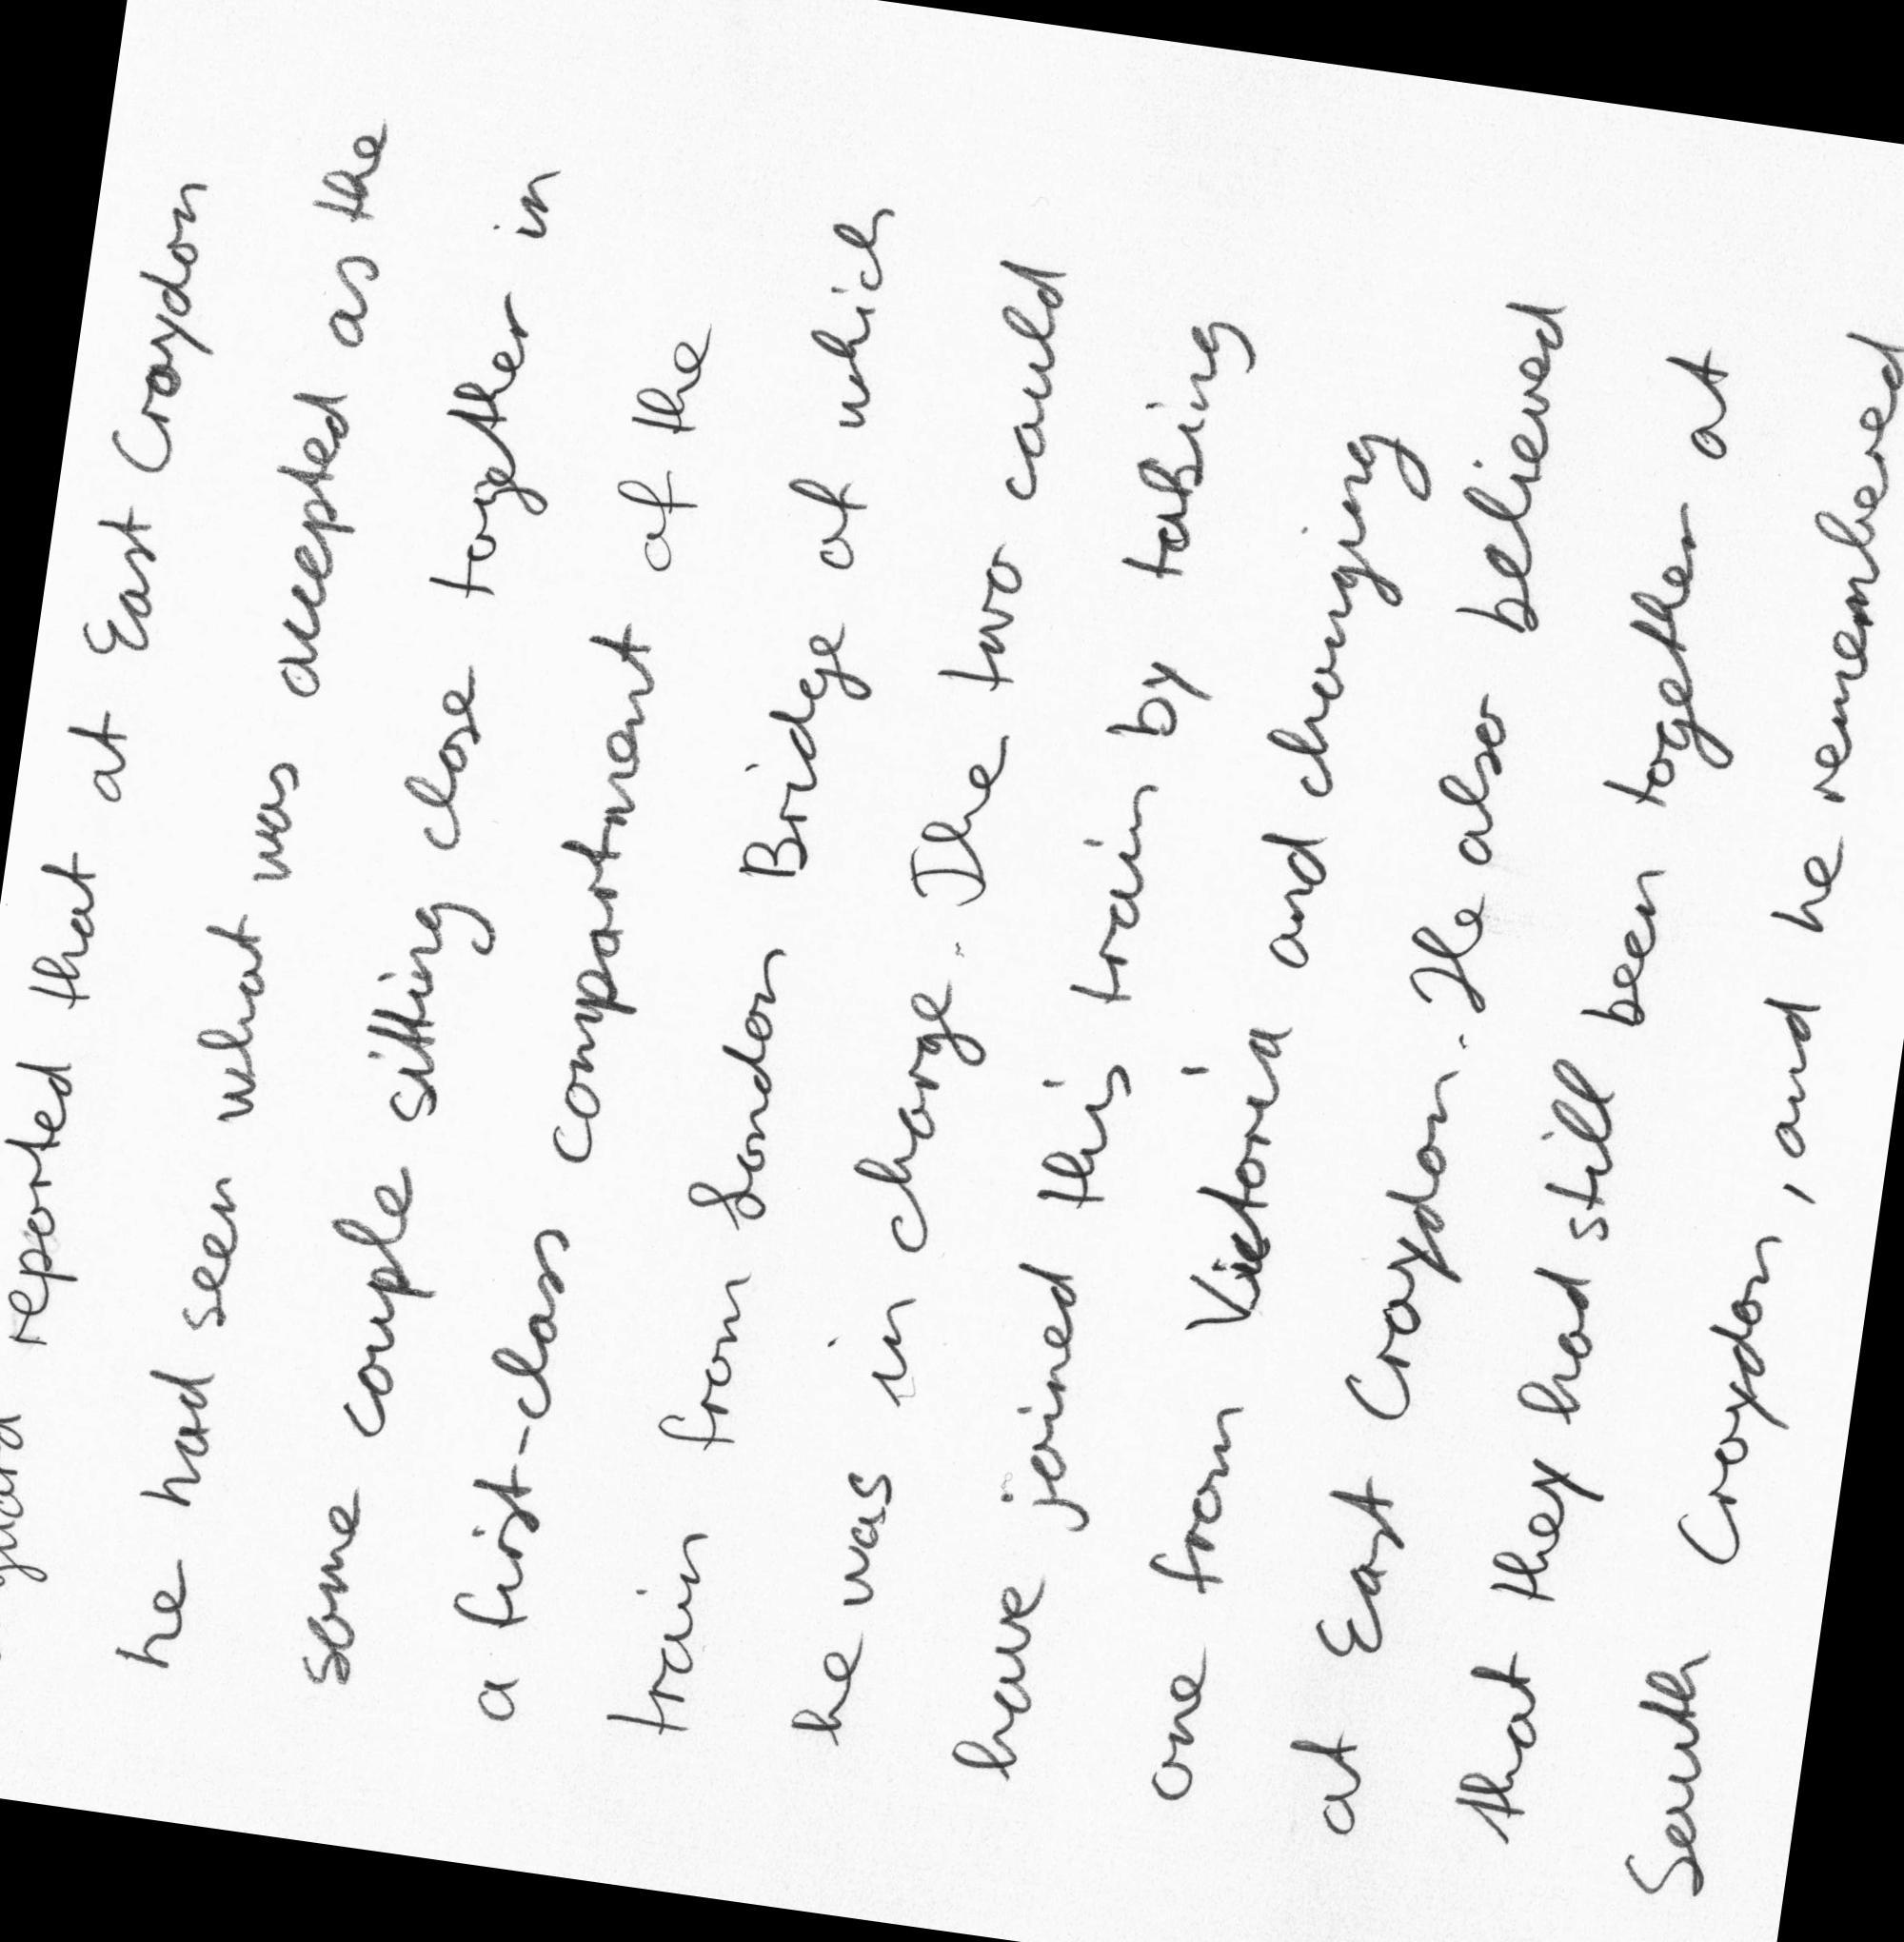 guard reported that at East Croydon
he had seen what was accepted as the
same couple sitting close together in
a first-class compartment of the
train from London Bridge of which
he was in charge. The two could
have joined this train by taking
one from Victoria and changing
at East Croydon. He also believed
that they had still been together at
South Croydon, and he remembered